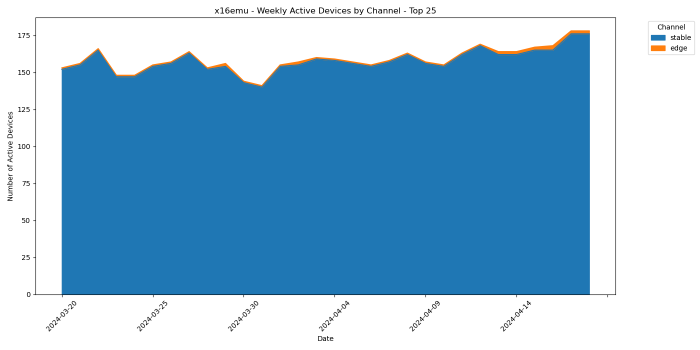 x16emu - Weekly Active Devices by Channel - Top 25
Number of Active Devices
175
150
125
100
75
50
25
0
2024-03-20
2024-03-25
2024-03-30
2024-04-04
2024-04-09
2024-04-14
Date
Channel
stable
edge